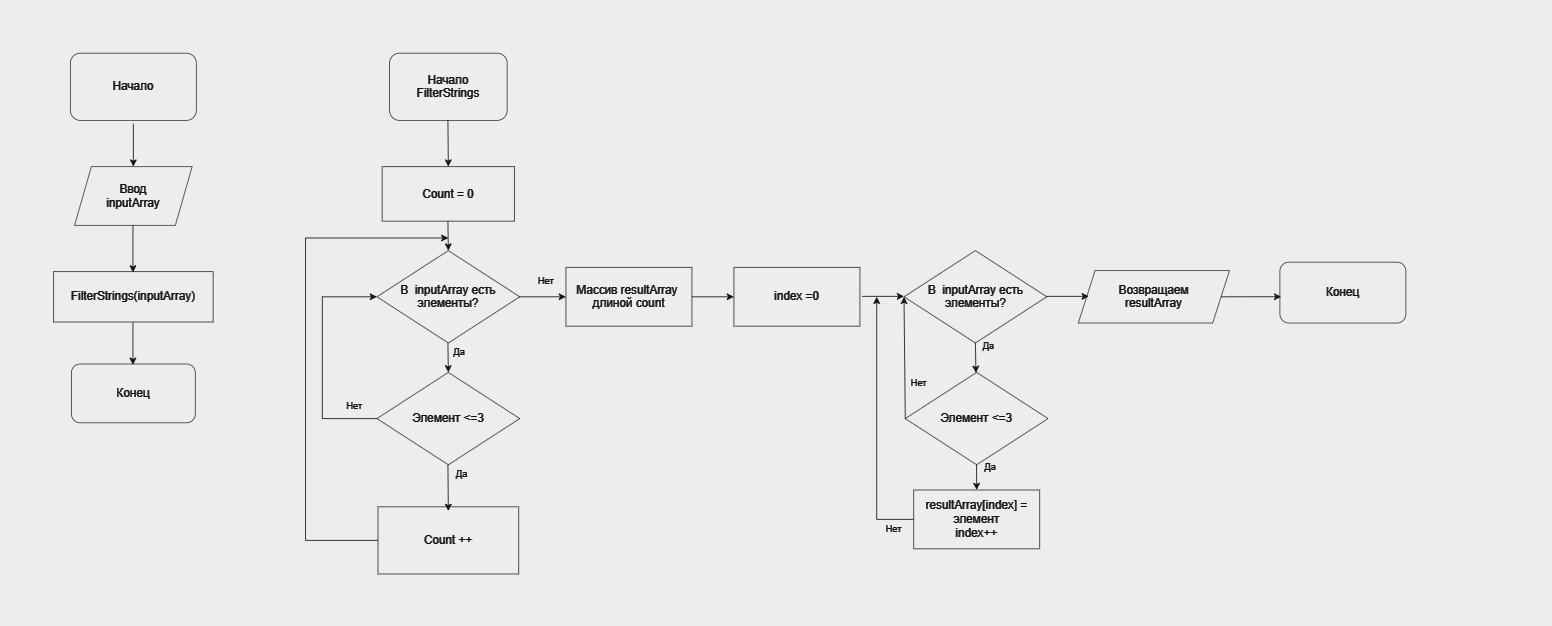 Начало
Ввод
inputArray
FilterStrings(inputArray)
Конец
Начало
FilterStrings
Count = 0
В  inputArray есть
элементы?
Нет
Да
Элемент <=3
Нет
Да
Count ++
Массив resultArray
длиной count
index =0
В  inputArray есть
элементы?
Да
Нет
Элемент <=3
Да
resultArray[index] =
элемент
index++
Нет
Возвращаем
resultArray
Конец